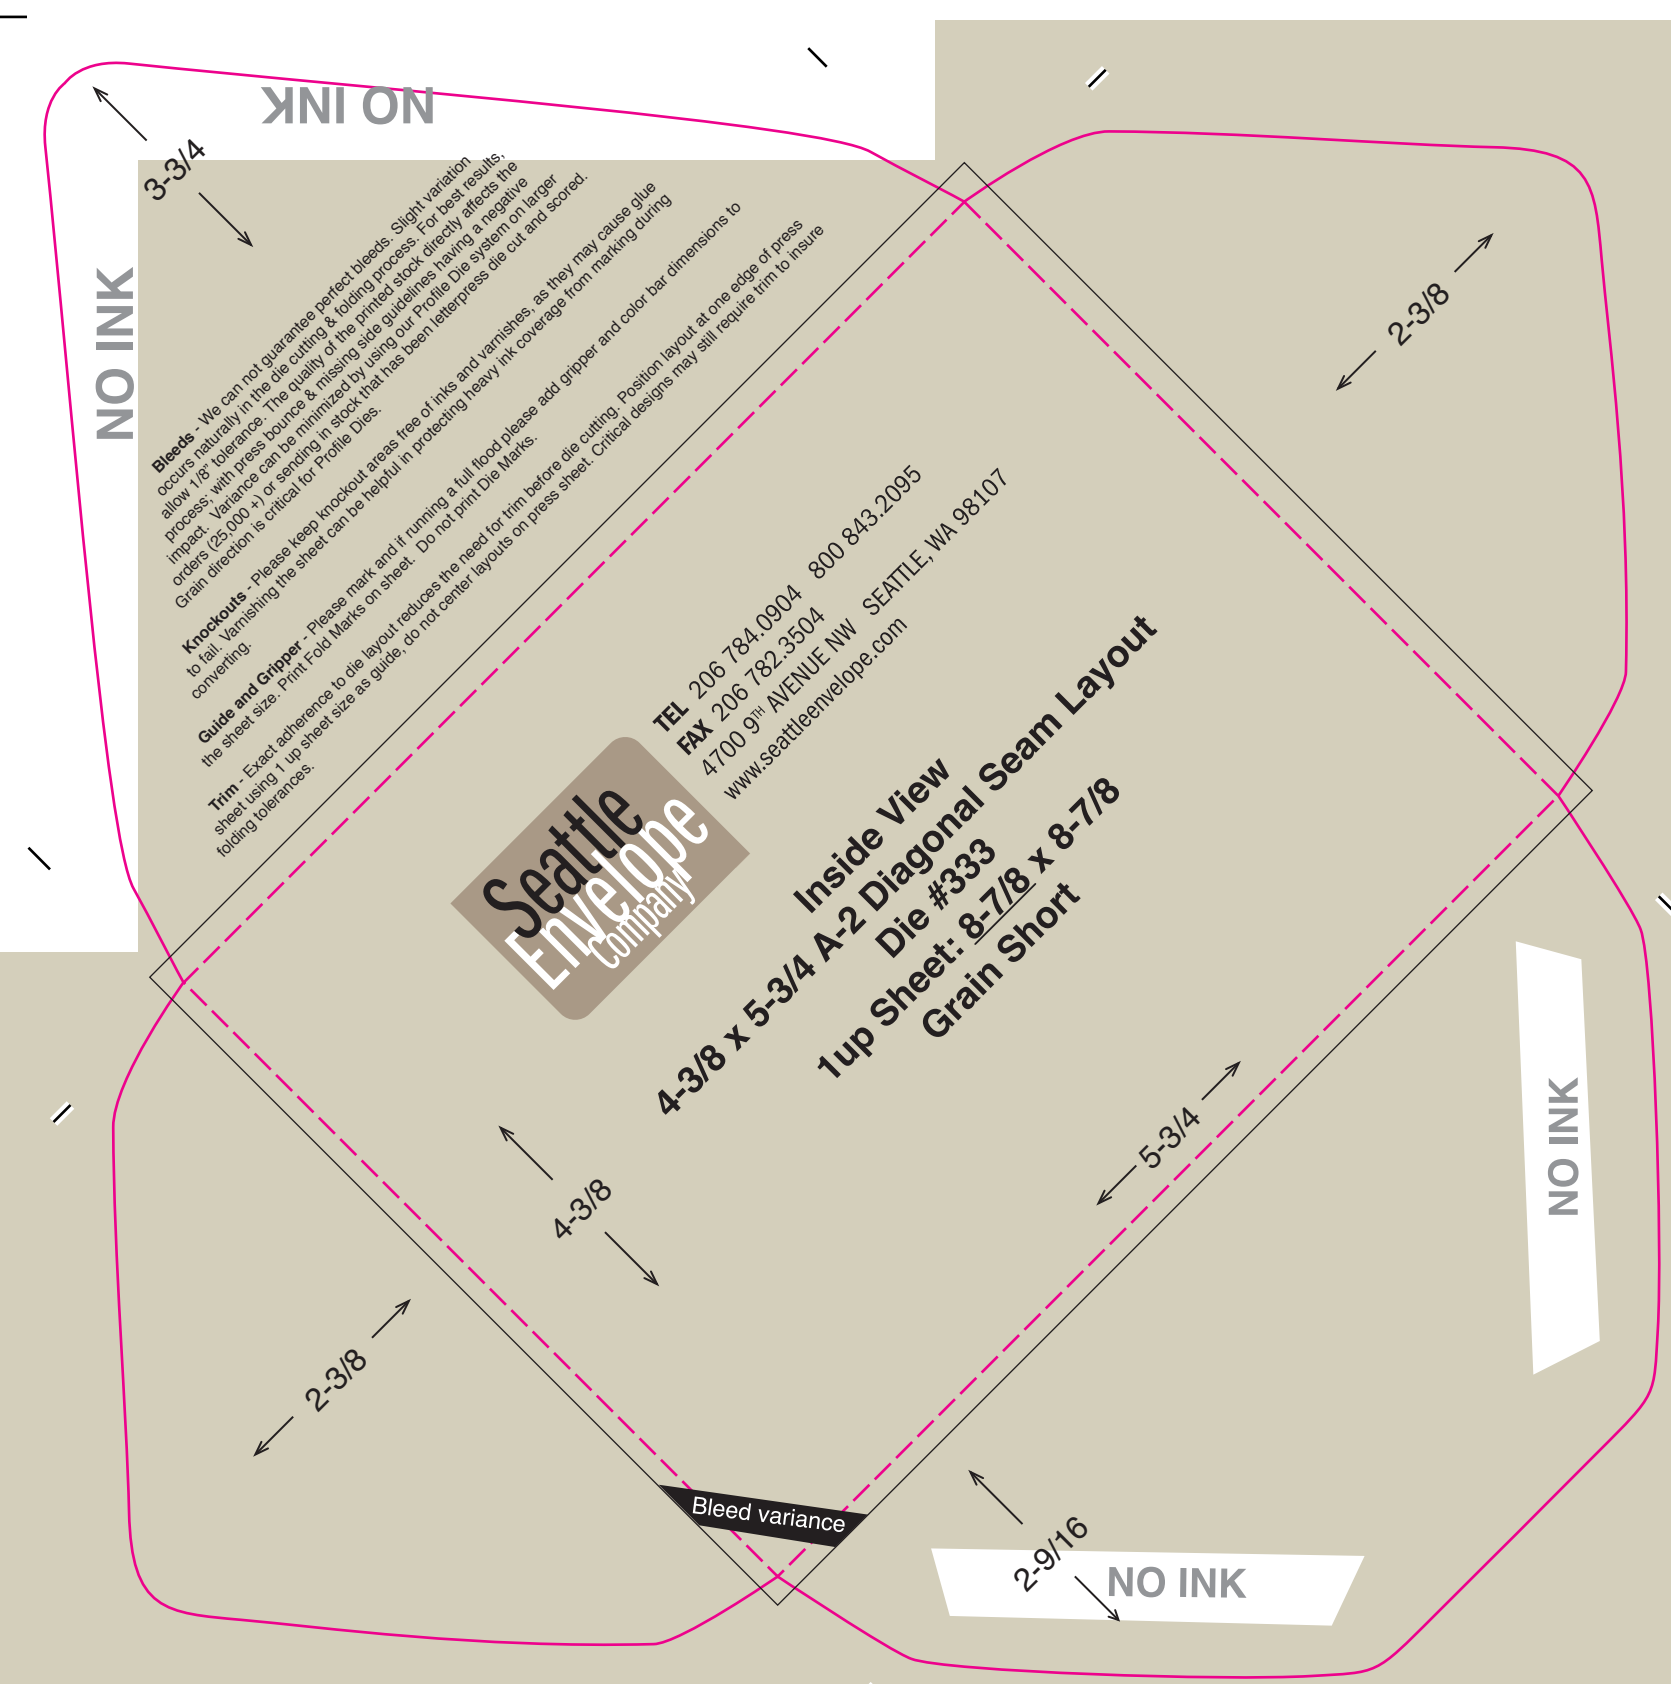 NO INK
3-3/4
NO INK
Bleeds - We can not guarantee perfect bleeds. Slight variation
occurs naturally in the die cutting & folding process. For best results,
allow 1/8" tolerance. The quality of the printed stock directly affects the
process; with press bounce & missing side guidelines having a negative
impact. Variance can be minimized by using our Profile Die system on larger
orders (25,000 +) or sending in stock that has been letterpress die cut and scored.
Grain direction is critical for Profile Dies.
Knockouts - Please keep knockout areas free of inks and varnishes, as they may cause glue
to fail. Varnishing the sheet can be helpful in protecting heavy ink coverage from marking during
converting.
Guide and Gripper - Please mark and if running a full flood please add gripper and color bar dimensions to
the sheet size. Print Fold Marks on sheet. Do not print Die Marks.
Trim - Exact adherence to die layout reduces the need for trim before die cutting. Position layout at one edge of press
sheet using 1 up sheet size as guide, do not center layouts on press sheet. Critical designs may still require trim to insure
folding tolerances.
2-3/8
Seattle
Envelope
Company
TEL 206 784.0904 800 843.2095
FAX 206 782.3504
4700 9TH AVENUE NW SEATTLE, WA 98107
www.seattleenvelope.com
Inside View
4-3/8 x 5-3/4 A-2 Diagonal Seam Layout
Die #333
1up Sheet: 8-7/8 x 8-7/8
Grain Short
4-3/8
5-3/4
NO INK
2-3/8
Bleed variance
2-9/16
NO INK